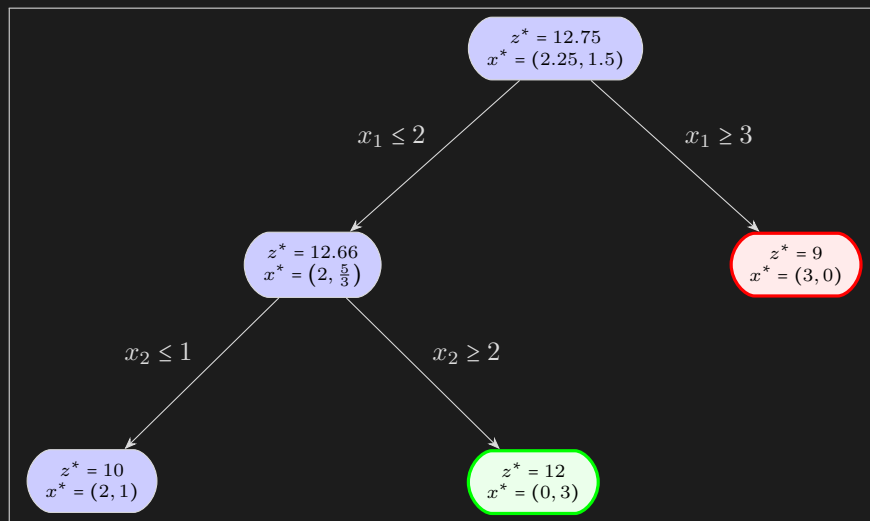 z* = 12.75
x* = (2.25, 1.5)
x₁ ≤ 2
x₁ ≥ 3
z* = 12.66
x* = (2, 5/3)
z* = 9
x* = (3, 0)
x₂ ≤ 1
x₂ ≥ 2
z* = 10
x* = (2, 1)
z* = 12
x* = (0, 3)